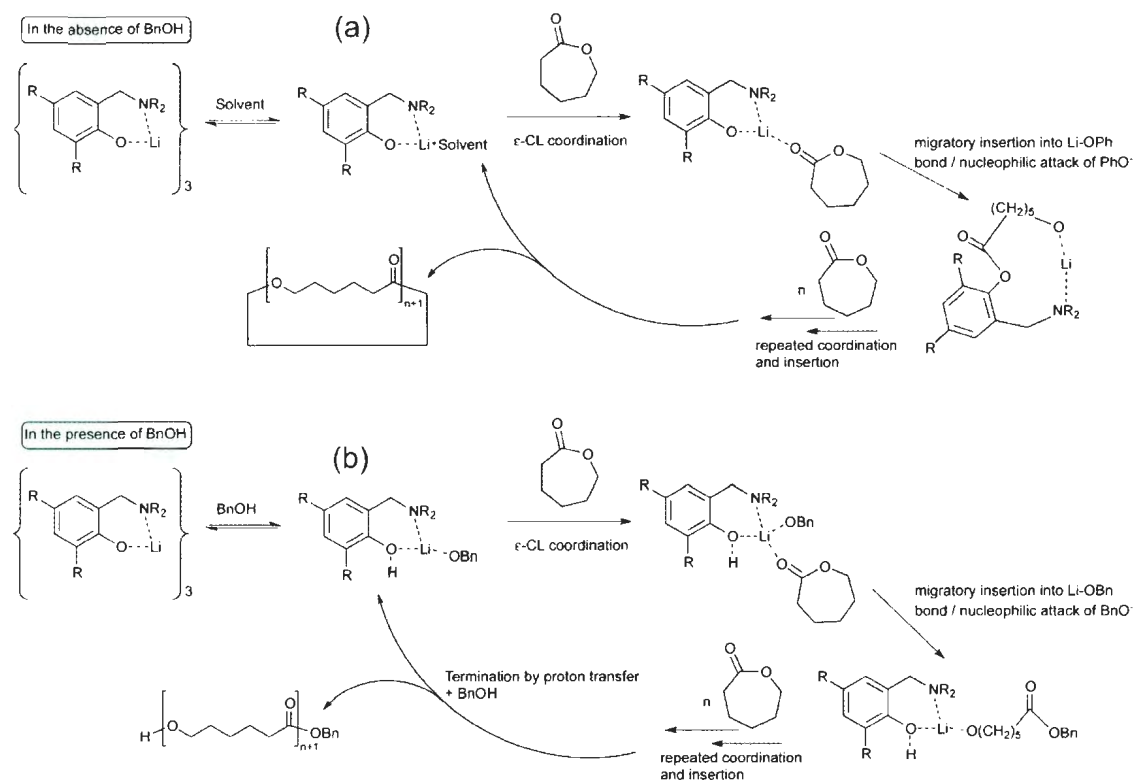 In the absence of BnOH
(a)
R
NR2
O
Li
R
3
Solvent
R
NR2
O
Li
Solvent
R
O
O
ε-CL coordination
R
NR2
O
Li
R
O
O
migratory insertion into Li-OPh
bond / nucleophilic attack of PhO-
(CH2)5
O
O
Li
R
O
NR2
R
O
O
n
repeated coordination
and insertion
O
O
n+1
In the presence of BnOH
(b)
R
NR2
O
Li
R
3
BnOH
R
NR2
O
Li
OBn
H
R
O
O
ε-CL coordination
R
NR2
OBn
O
Li
H
R
O
O
migratory insertion into Li-OBn
bond / nucleophilic attack of BnO-
R
NR2
O
Li
O(CH2)5
O
OBn
H
R
O
O
n
repeated coordination
and insertion
Termination by proton transfer
+ BnOH
H
O
O
OBn
n+1